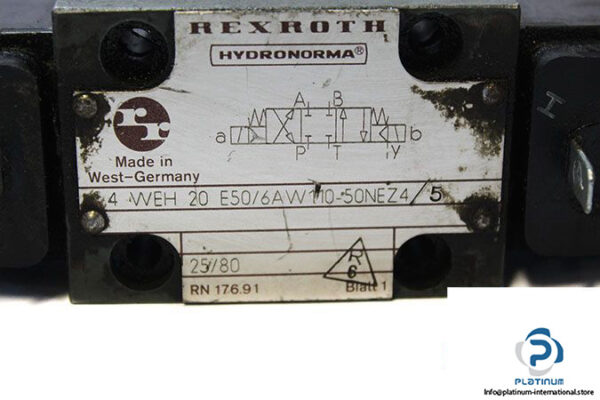 REXROTH
HYDRONORMA®
A B
a b
P T y
Made in
West-Germany
4 WEH 20 E50/6AW110-50NEZ4/5
25/80
R
6
RN 176.91 Blatt 1
H
P
PLATINUM
Info@platinum-international.store